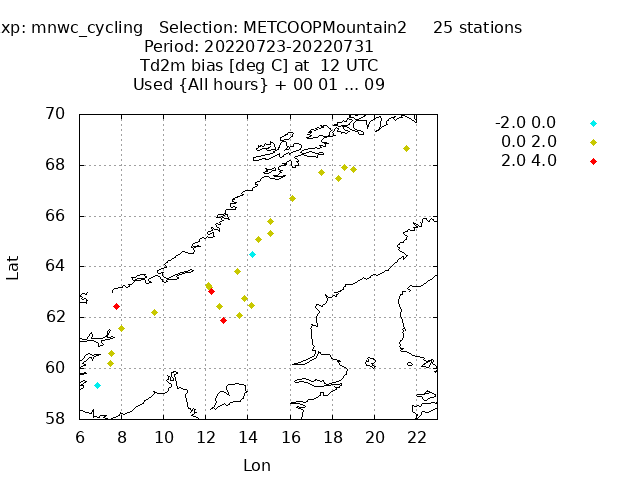 xp: mnwc_cycling   Selection: METCOOPMountain2     25 stations
Period: 20220723-20220731
Td2m bias [deg C] at  12 UTC
Used {All hours} + 00 01 ... 09
-2.0 0.0
0.0 2.0
2.0 4.0
70
68
66
64
62
60
58
Lat
6 8 10 12 14 16 18 20 22
Lon